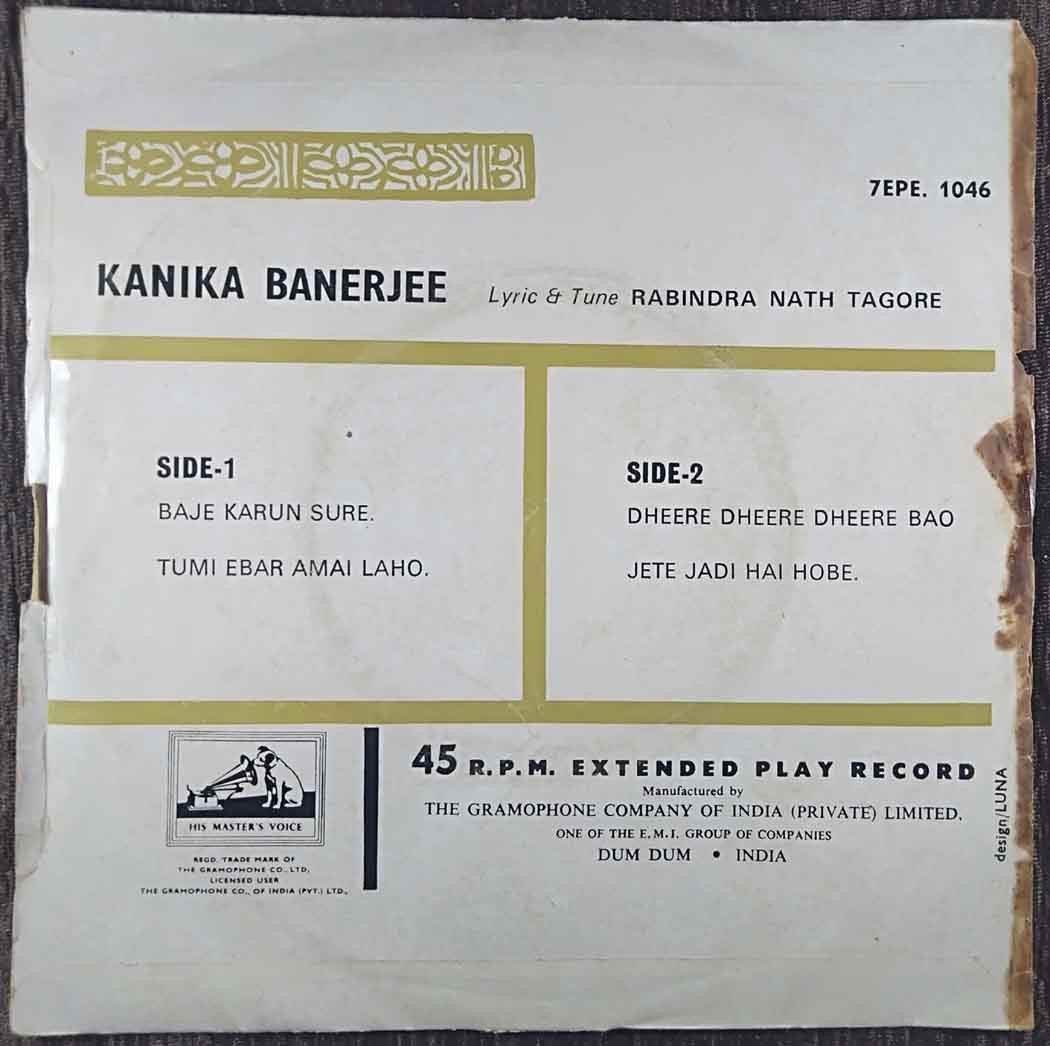 7EPE. 1046
KANIKA BANERJEE Lyric & Tune RABINDRA NATH TAGORE
SIDE-1
BAJE KARUN SURE.
TUMI EBAR AMAI LAHO.
SIDE-2
DHEERE DHEERE DHEERE BAO
JETE JADI HAI HOBE.
HIS MASTER'S VOICE
REGD. TRADE MARK OF
THE GRAMOPHONE CO., LTD,
LICENSED USER
THE GRAMOPHONE CO., OF INDIA (PVT.) LTD.,
45 R.P.M. EXTENDED PLAY RECORD
Manufactured by
THE GRAMOPHONE COMPANY OF INDIA (PRIVATE) LIMITED.
ONE OF THE E.M.I. GROUP OF COMPANIES
DUM DUM • INDIA
design/LUNA